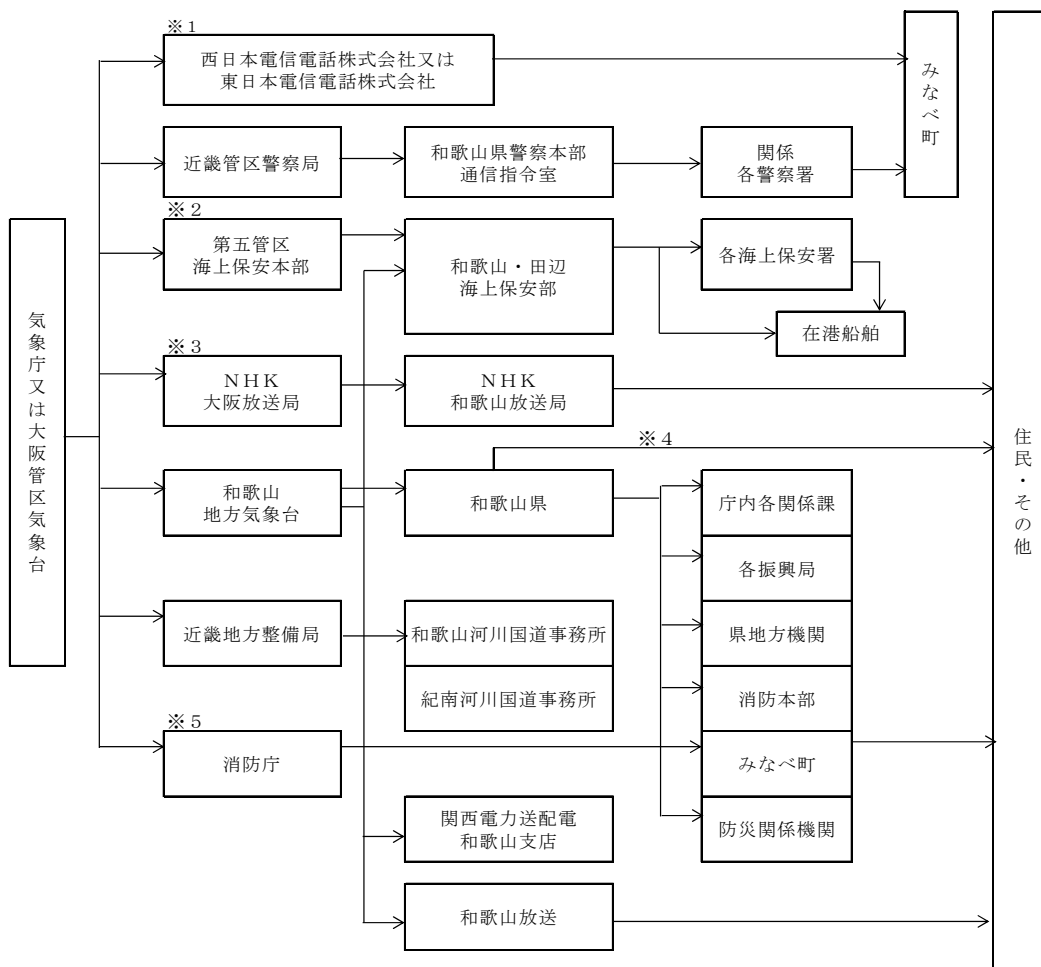 ※１
西日本電信電話株式会社又は
東日本電信電話株式会社
みなべ町
近畿管区警察局
和歌山県警察本部
通信指令室
関係
各警察署
※２
第五管区
海上保安本部
和歌山・田辺
海上保安部
各海上保安署
在港船舶
気象庁又は大阪管区気象台
※３
ＮＨＫ
大阪放送局
ＮＨＫ
和歌山放送局
※４
住民・その他
和歌山
地方気象台
和歌山県
庁内各関係課
各振興局
近畿地方整備局
和歌山河川国道事務所
県地方機関
紀南河川国道事務所
消防本部
※５
消防庁
みなべ町
関西電力送配電
和歌山支店
防災関係機関
和歌山放送